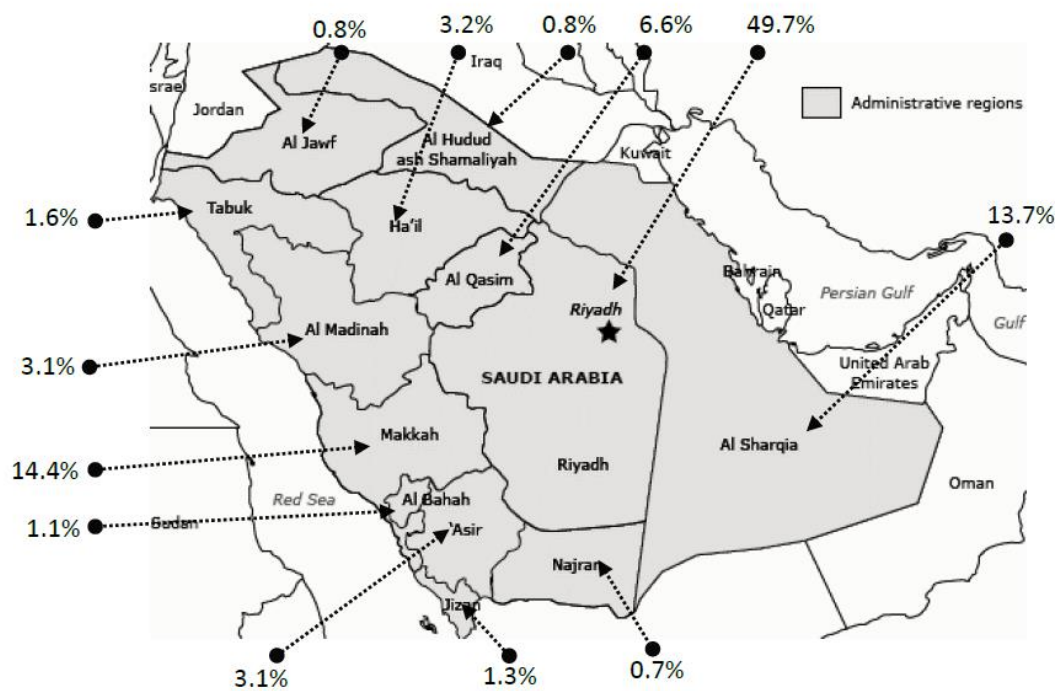 0.8%
3.2%
0.8%
6.6%
49.7%
Iraq
srael
Jordan
Administrative regions
Al Jawf
Al Hudud
ash Shamaliyah
Kuwait
1.6%
Tabuk
13.7%
Ha'il
Al Qasim
Bahrain
Persian Gulf
Riyadh
Qatar
Gulf
Al Madinah
3.1%
SAUDI ARABIA
United Arab
Emirates
Makkah
Al Sharqia
14.4%
Riyadh
Oman
Red Sea
Al Bahah
1.1%
Sudan
'Asir
Najran
Jizan
3.1%
1.3%
0.7%